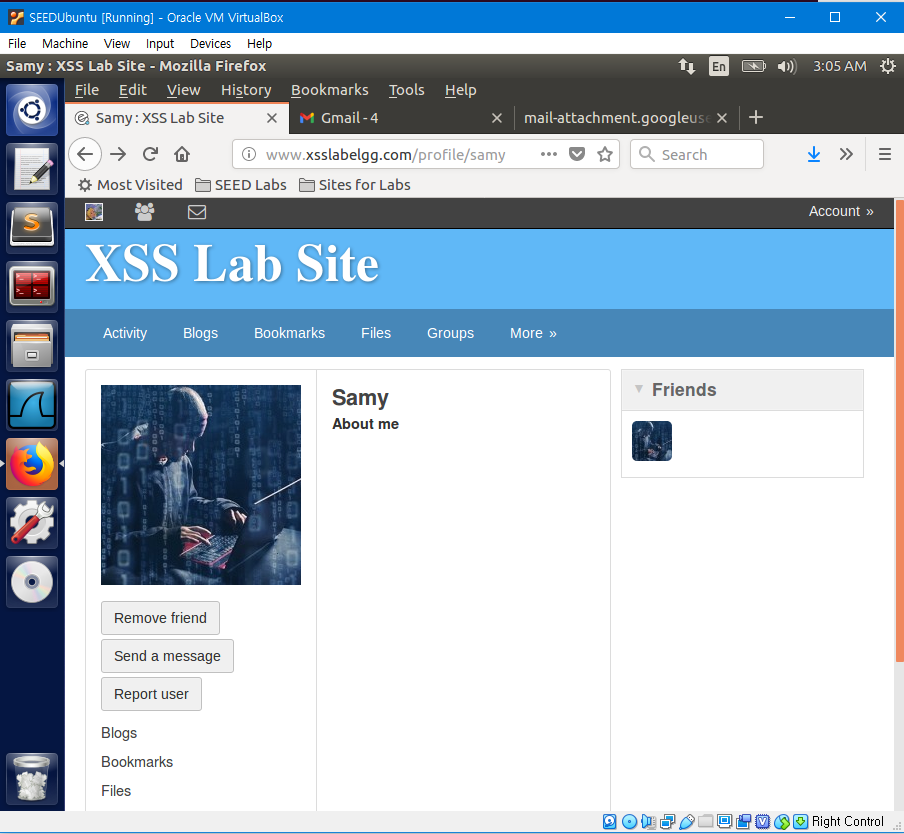 SEEDUbuntu [Running] - Oracle VM VirtualBox
File Machine View Input Devices Help
Samy : XSS Lab Site - Mozilla Firefox
En
3:05 AM
File Edit View History Bookmarks Tools Help
Samy : XSS Lab Site
Gmail - 4
mail-attachment.googleuse
www.xsslabelgg.com/profile/samy
Search
Most Visited
SEED Labs
Sites for Labs
Account »
XSS Lab Site
Activity Blogs Bookmarks Files Groups More »
Samy
About me
Friends
Remove friend
Send a message
Report user
Blogs
Bookmarks
Files
Right Control